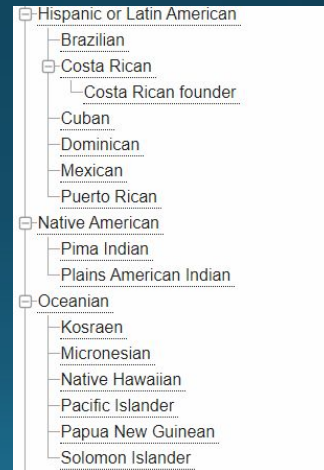 Hispanic or Latin American
Brazilian
Costa Rican
Costa Rican founder
Cuban
Dominican
Mexican
Puerto Rican
Native American
Pima Indian
Plains American Indian
Oceanian
Kosraen
Micronesian
Native Hawaiian
Pacific Islander
Papua New Guinean
Solomon Islander